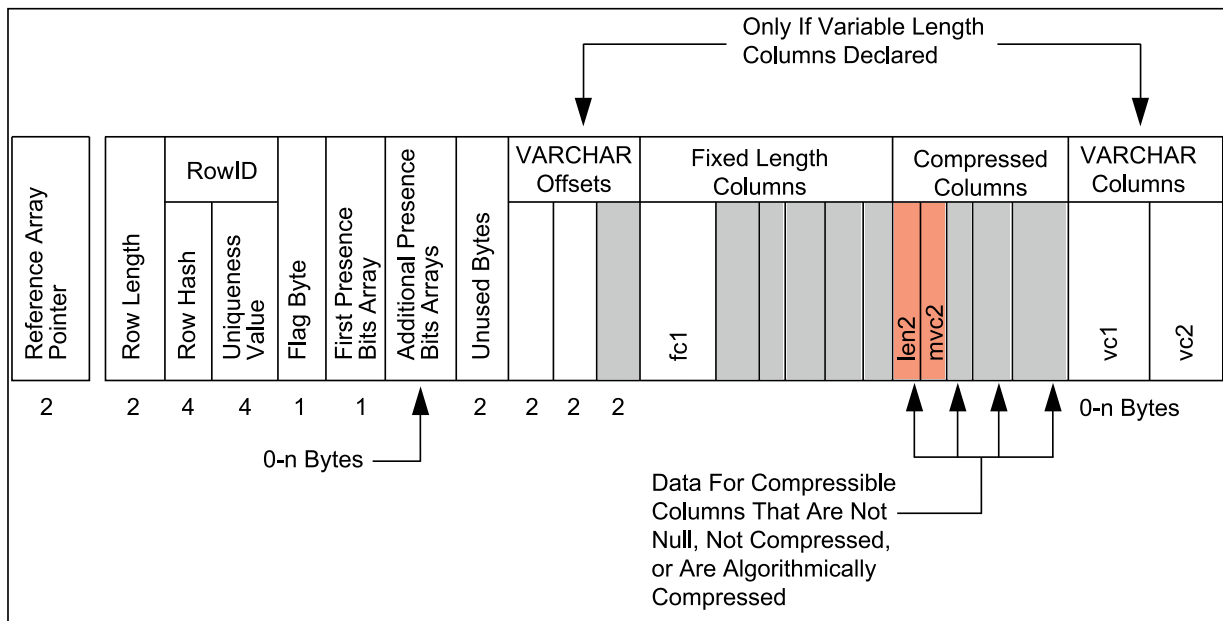 Only If Variable Length
Columns Declared
Reference Array
Pointer
Row Length
RowID
Row Hash
Uniqueness
Value
Flag Byte
First Presence
Bits Array
Additional Presence
Bits Arrays
Unused Bytes
VARCHAR
Offsets
Fixed Length
Columns
fc1
Compressed
Columns
len2
mvc2
VARCHAR
Columns
vc1
vc2
2
2
4
4
1
1
2
2
2
2
0-n Bytes
0-n Bytes
Data For Compressible
Columns That Are Not
Null, Not Compressed,
or Are Algorithmically
Compressed